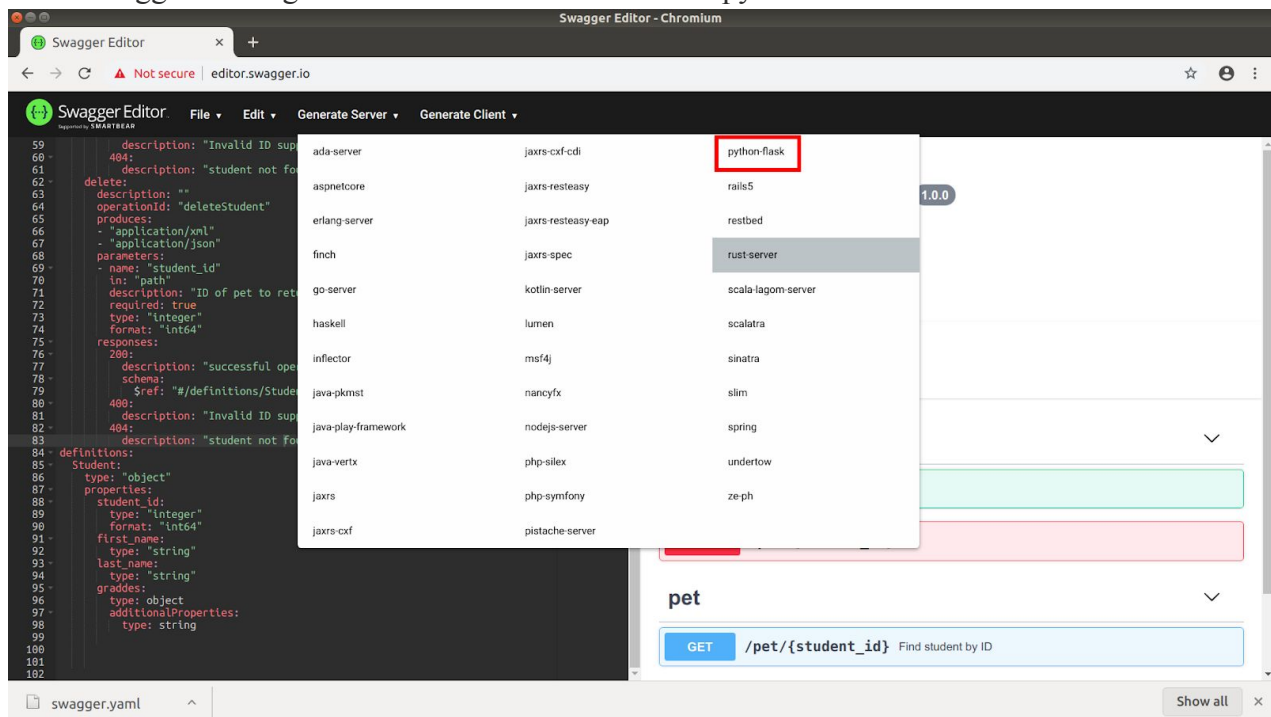 Swagger Editor - Chromium
Swagger Editor × +
Not secure | editor.swagger.io
Swagger Editor. File Edit Generate Server Generate Client
Supported by SMARTBEAR
59 description: "Invalid ID sup
60 404:
61 description: "student not fo
62 delete:
63 description: ""
64 operationId: "deleteStudent"
65 produces:
66 - "application/xml"
67 - "application/json"
68 parameters:
69 - name: "student_id"
70 in: "path"
71 description: "ID of pet to ret
72 required: true
73 type: "integer"
74 format: "int64"
75 responses:
76 200:
77 description: "successful ope
78 schema:
79 $ref: "#/definitions/Stude
80 400:
81 description: "Invalid ID sup
82 404:
83 description: "student not fo
84 definitions:
85 Student:
86 type: "object"
87 properties:
88 student_id:
89 type: "integer"
90 format: "int64"
91 first_name:
92 type: "string"
93 last_name:
94 type: "string"
95 graddes:
96 type: object
97 additionalProperties:
98 type: string
99
100
101
102
ada-server jaxrs-cxf-cdi python-flask
aspnetcore jaxrs-resteasy rails5
erlang-server jaxrs-resteasy-eap restbed
finch jaxrs-spec rust-server
go-server kotlin-server scala-lagom-server
haskell lumen scalatra
inflector msf4j sinatra
java-pkmst nancyfx slim
java-play-framework nodejs-server spring
java-vertx php-silex undertow
jaxrs php-symfony ze-ph
jaxrs-cxf pistache-server
1.0.0
pet
GET /pet/{student_id} Find student by ID
swagger.yaml Show all ×